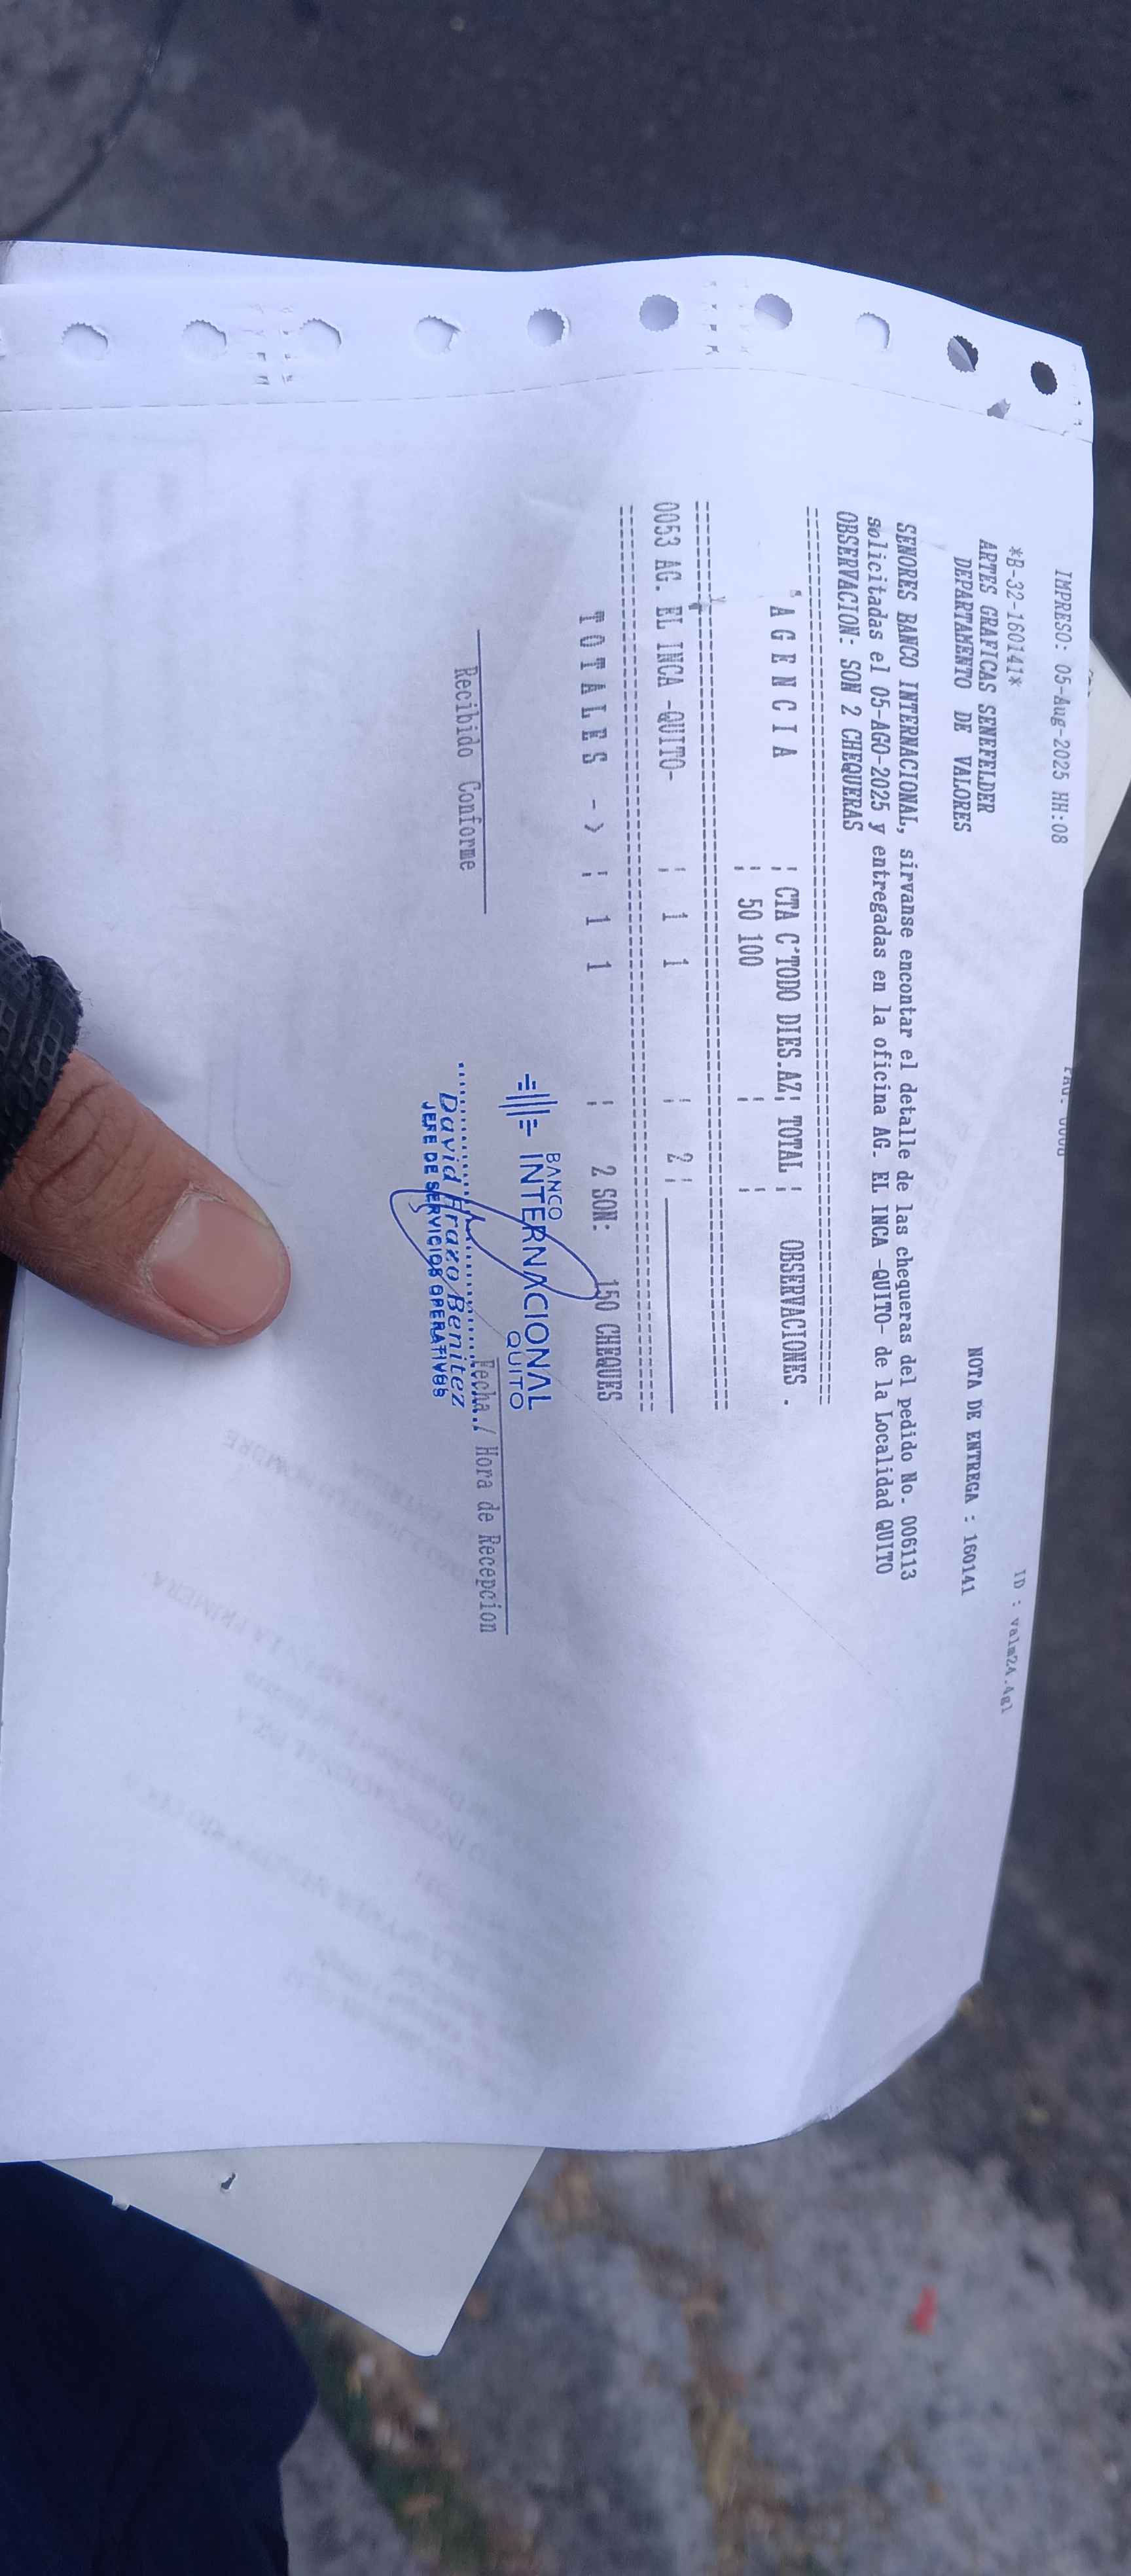 IMPRESO: 05-Aug-2025 HH:08
ID : valm24.4gl
*B-32-160141*
ARTES GRAFICAS SENEFELDER
NOTA DE ENTREGA : 160141
DEPARTAMENTO DE VALORES
SENORES BANCO INTERNACIONAL, sirvanse encontar el detalle de las chequeras del pedido No. 006113
solicitadas el 05-AGO-2025 y entregadas en la oficina AG. EL INCA -QUITO- de la Localidad QUITO
OBSERVACION: SON 2 CHEQUERAS
A G E N C I A ¦ CTA C*TODO DIES.AZ¦ TOTAL ¦ OBSERVACIONES .
¦ 50 100 ¦ ¦
0053 AG. EL INCA -QUITO- ¦ 1 1 ¦ 2¦
T O T A L E S - > ¦ 1 1 ¦ 2 SON: 150 CHEQUES
BANCO
INTERNACIONAL
QUITO
Recibido Conforme
Fecha / Hora de Recepcion
David Erazo Benitez
JEFE DE SERVICIOS OPERATIVOS